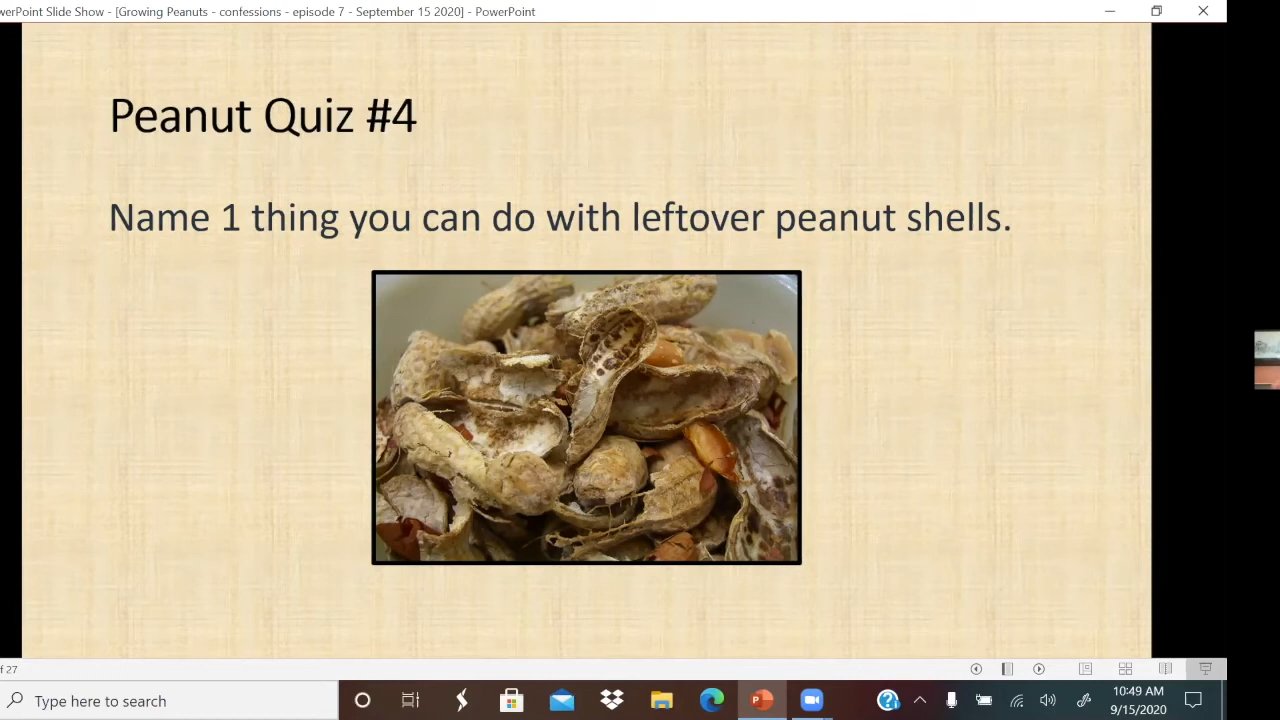 werPoint Slide Show - [Growing Peanuts - confessions - episode 7 - September 15 2020] - PowerPoint
Peanut Quiz #4
Name 1 thing you can do with leftover peanut shells.
f 27
Type here to search
10:49 AM
9/15/2020